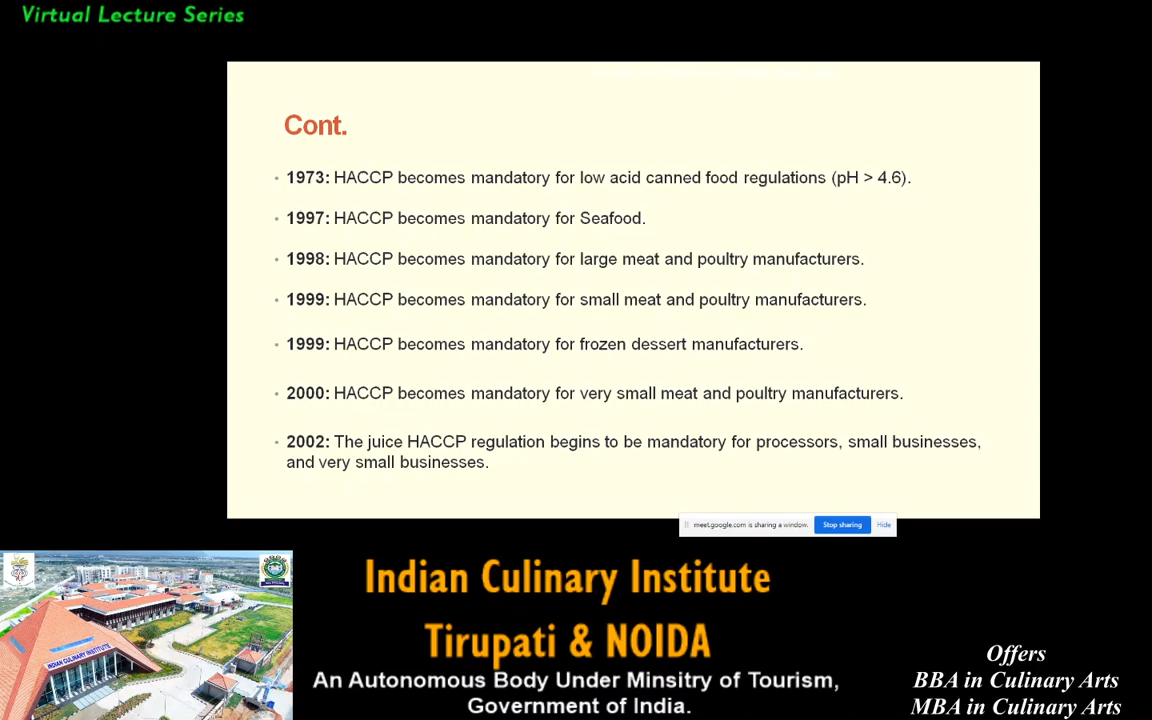 Virtual Lecture Series
Cont.
• 1973: HACCP becomes mandatory for low acid canned food regulations (pH > 4.6).
• 1997: HACCP becomes mandatory for Seafood.
• 1998: HACCP becomes mandatory for large meat and poultry manufacturers.
• 1999: HACCP becomes mandatory for small meat and poultry manufacturers.
• 1999: HACCP becomes mandatory for frozen dessert manufacturers.
• 2000: HACCP becomes mandatory for very small meat and poultry manufacturers.
• 2002: The juice HACCP regulation begins to be mandatory for processors, small businesses,
and very small businesses.
meet.google.com is sharing a window. Stop sharing Hide
INDIAN CULINARY INSTITUTE
Indian Culinary Institute
Tirupati & NOIDA
An Autonomous Body Under Minsitry of Tourism,
Government of India.
Offers
BBA in Culinary Arts
MBA in Culinary Arts